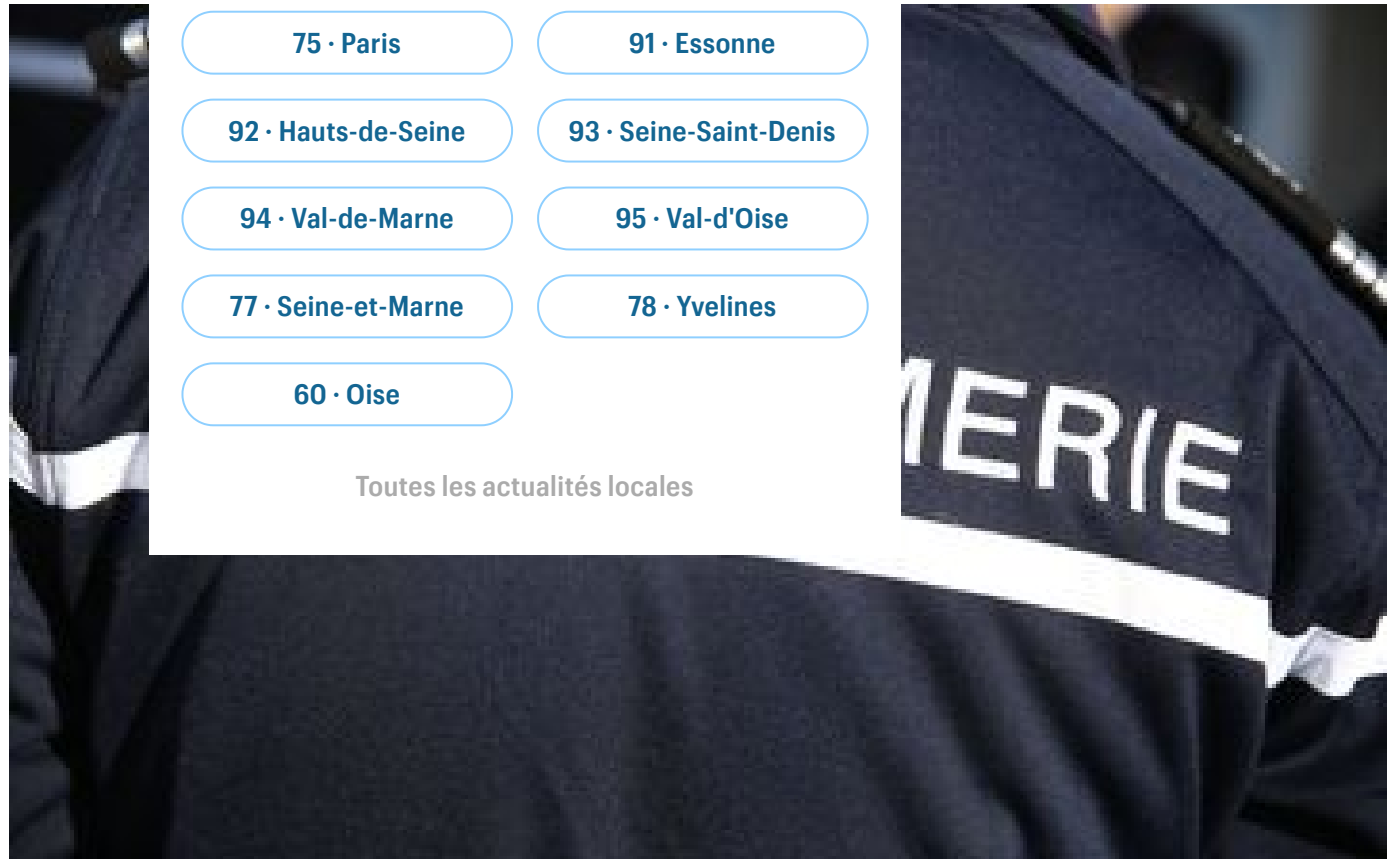 75 · Paris
91 · Essonne
92 · Hauts-de-Seine
93 · Seine-Saint-Denis
94 · Val-de-Marne
95 · Val-d'Oise
77 · Seine-et-Marne
78 · Yvelines
60 · Oise
Toutes les actualités locales
MERIE